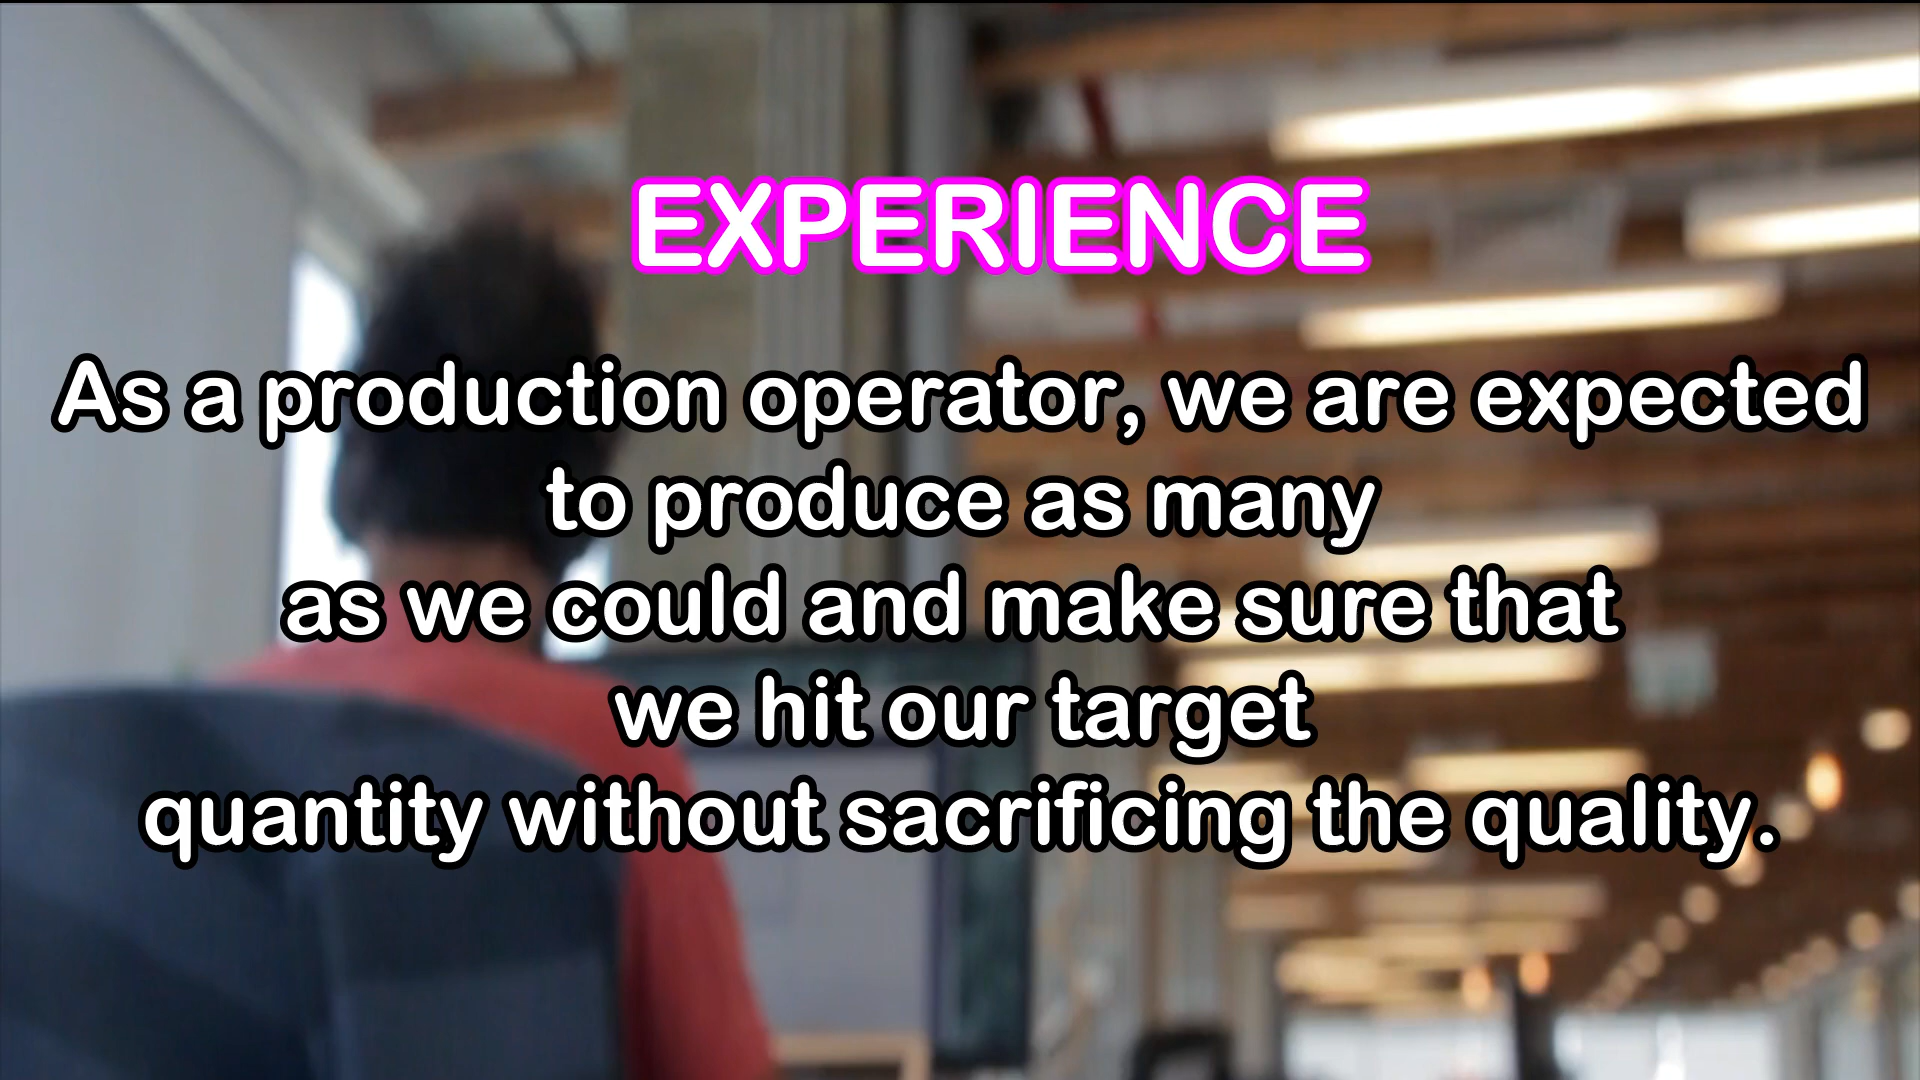 EXPERIENCE
As a production operator, we are expected
to produce as many
as we could and make sure that
we hit our target
quantity without sacrificing the quality.